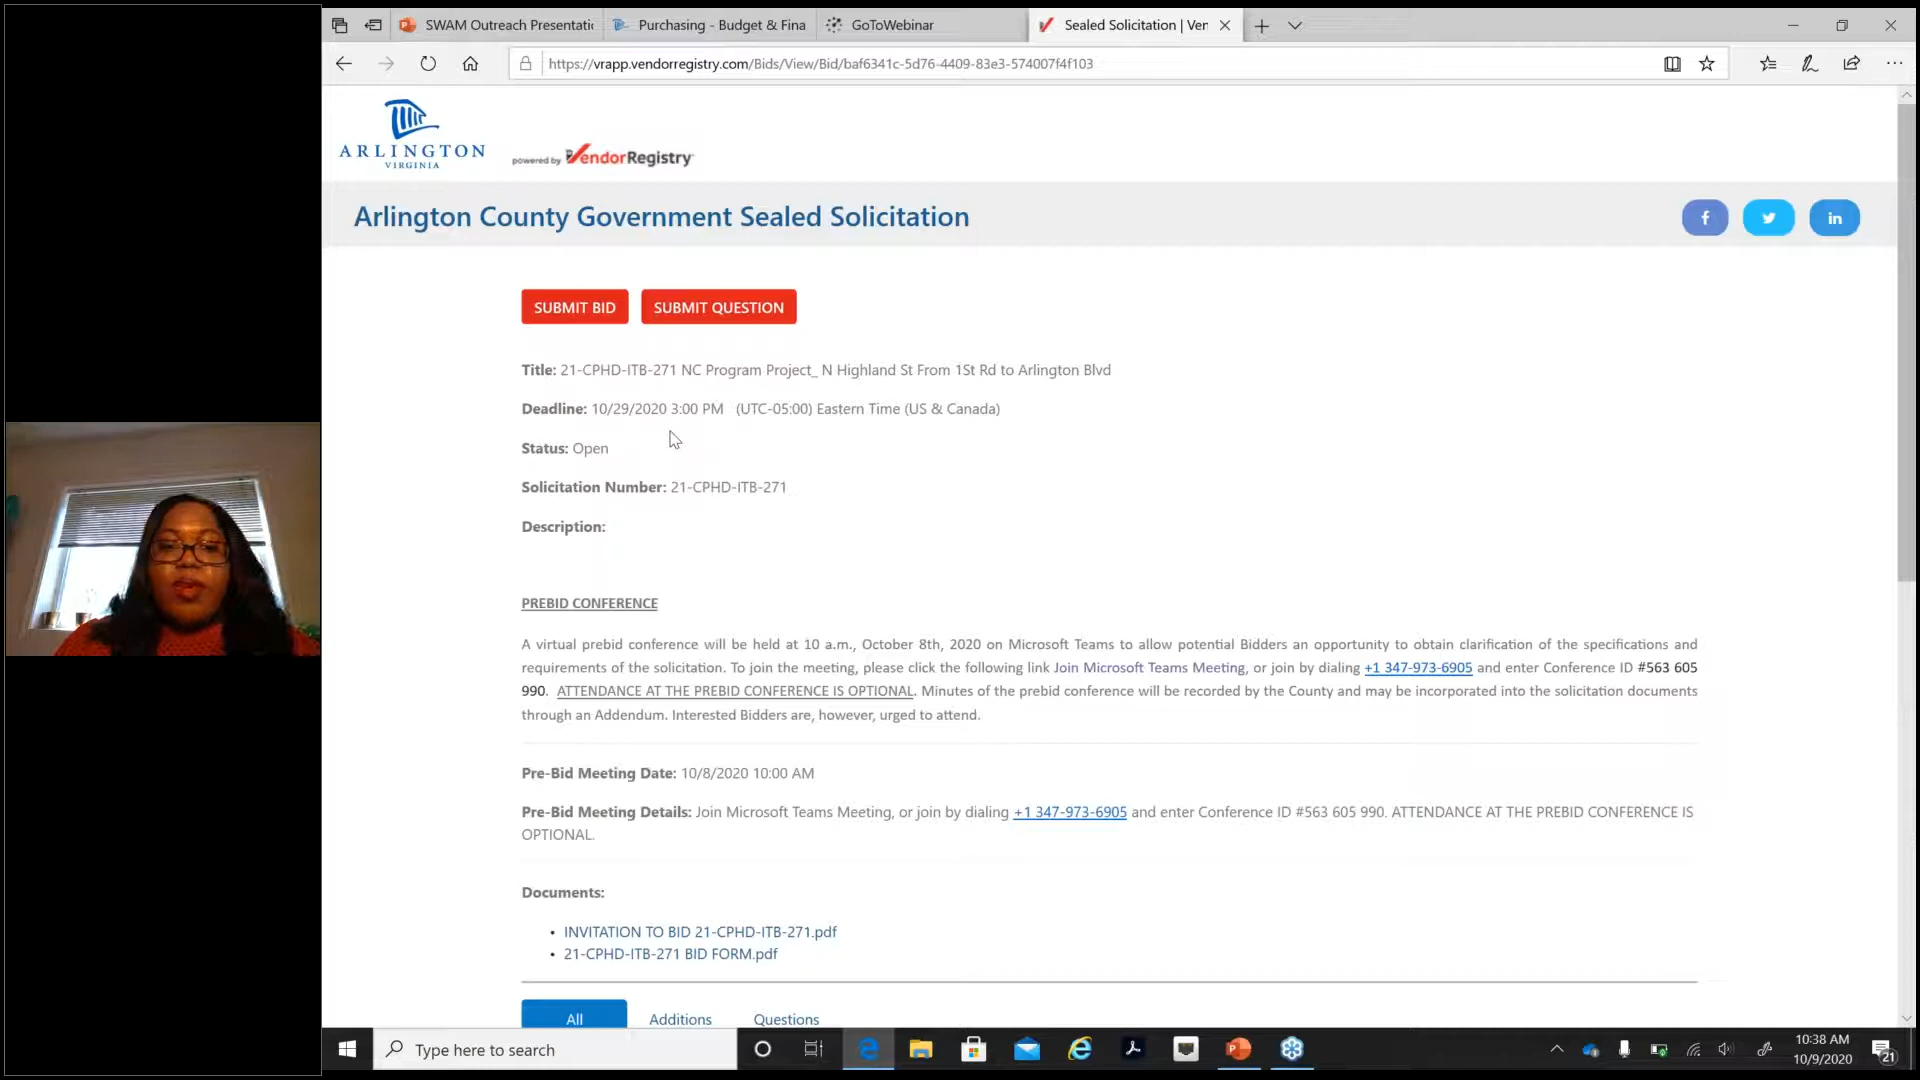 SWAM Outreach Presentatic
Purchasing - Budget & Fina
GoToWebinar
Sealed Solicitation | Ven
https://vrapp.vendorregistry.com/Bids/View/Bid/baf6341c-5d76-4409-83e3-574007f4f103
ARLINGTON
VIRGINIA
powered by VendorRegistry
Arlington County Government Sealed Solicitation
SUBMIT BID
SUBMIT QUESTION
Title: 21-CPHD-ITB-271 NC Program Project_ N Highland St From 1St Rd to Arlington Blvd
Deadline: 10/29/2020 3:00 PM (UTC-05:00) Eastern Time (US & Canada)
Status: Open
Solicitation Number: 21-CPHD-ITB-271
Description:
PREBID CONFERENCE
A virtual prebid conference will be held at 10 a.m., October 8th, 2020 on Microsoft Teams to allow potential Bidders an opportunity to obtain clarification of the specifications and
requirements of the solicitation. To join the meeting, please click the following link Join Microsoft Teams Meeting, or join by dialing +1 347-973-6905 and enter Conference ID #563 605
990. ATTENDANCE AT THE PREBID CONFERENCE IS OPTIONAL. Minutes of the prebid conference will be recorded by the County and may be incorporated into the solicitation documents
through an Addendum. Interested Bidders are, however, urged to attend.
Pre-Bid Meeting Date: 10/8/2020 10:00 AM
Pre-Bid Meeting Details: Join Microsoft Teams Meeting, or join by dialing +1 347-973-6905 and enter Conference ID #563 605 990. ATTENDANCE AT THE PREBID CONFERENCE IS
OPTIONAL.
Documents:
• INVITATION TO BID 21-CPHD-ITB-271.pdf
• 21-CPHD-ITB-271 BID FORM.pdf
All
Additions
Questions
Type here to search
10:38 AM
10/9/2020
21